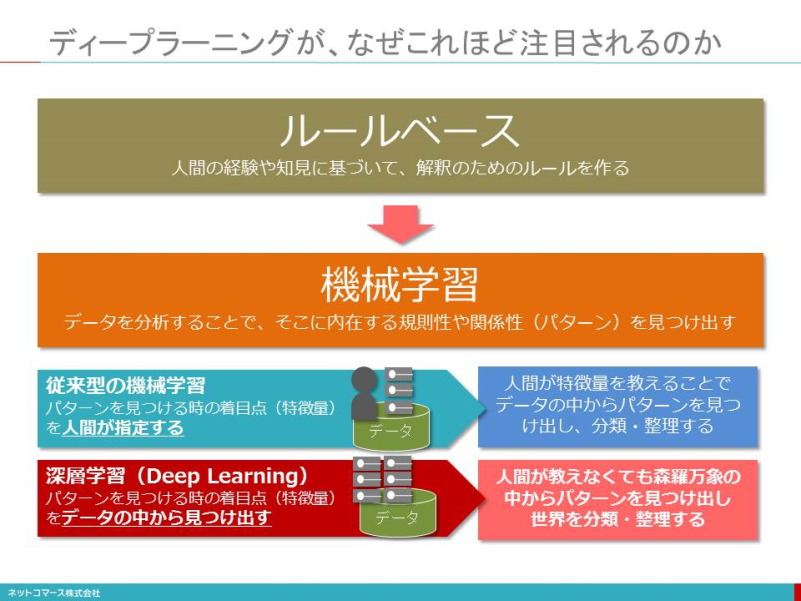 ディープラーニングが、なぜこれほど注目されるのか
ルールベース
人間の経験や知見に基づいて、解釈のためのルールを作る
機械学習
データを分析することで、そこに内在する規則性や関係性（パターン）を見つけ出す
従来型の機械学習
パターンを見つける時の着目点（特徴量）
を人間が指定する
データ
人間が特徴量を教えることで
データの中からパターンを見つ
け出し、分類・整理する
深層学習（Deep Learning）
パターンを見つける時の着目点（特徴量）
をデータの中から見つけ出す
データ
人間が教えなくても森羅万象の
中からパターンを見つけ出し
世界を分類・整理する
ネットコマース株式会社